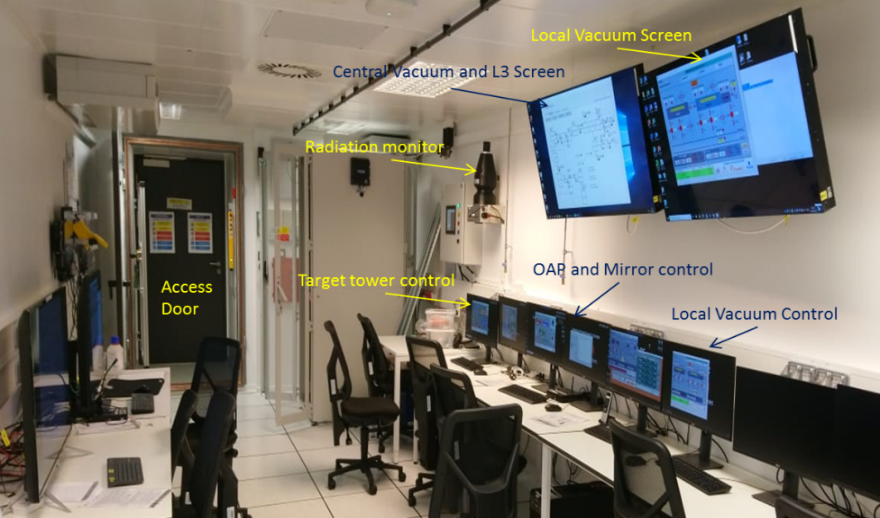 Local Vacuum Screen
Central Vacuum and L3 Screen
Radiation monitor
OAP and Mirror control
Target tower control
Access
Door
Local Vacuum Control